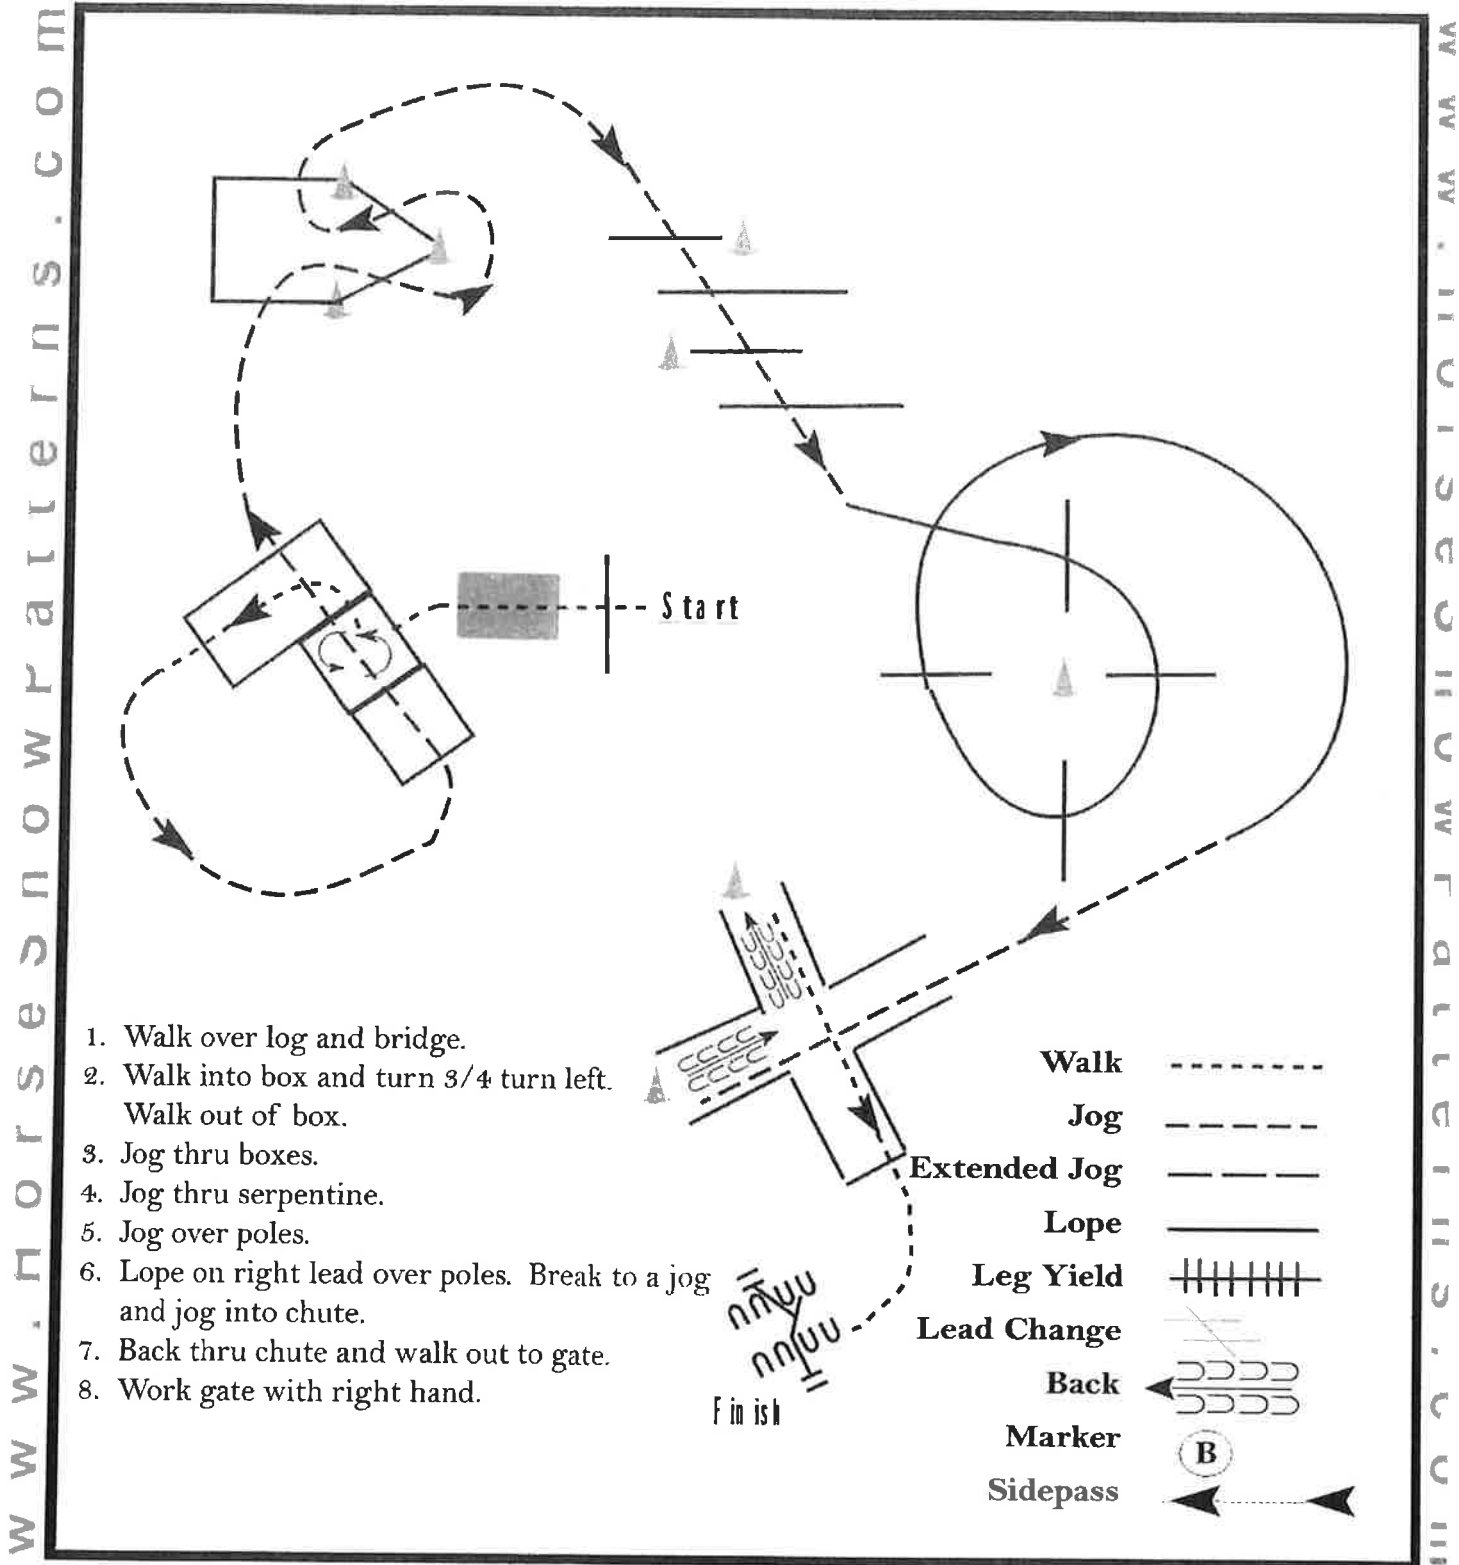 www.HorseShowPatterns.com
Start
1. Walk over log and bridge.
2. Walk into box and turn 3/4 turn left.
Walk out of box.
3. Jog thru boxes.
4. Jog thru serpentine.
5. Jog over poles.
6. Lope on right lead over poles. Break to a jog
and jog into chute.
7. Back thru chute and walk out to gate.
8. Work gate with right hand.
Finish
Walk
Jog
Extended Jog
Lope
Leg Yield
Lead Change
Back
Marker
B
Sidepass
www.HorseShowPatterns.com